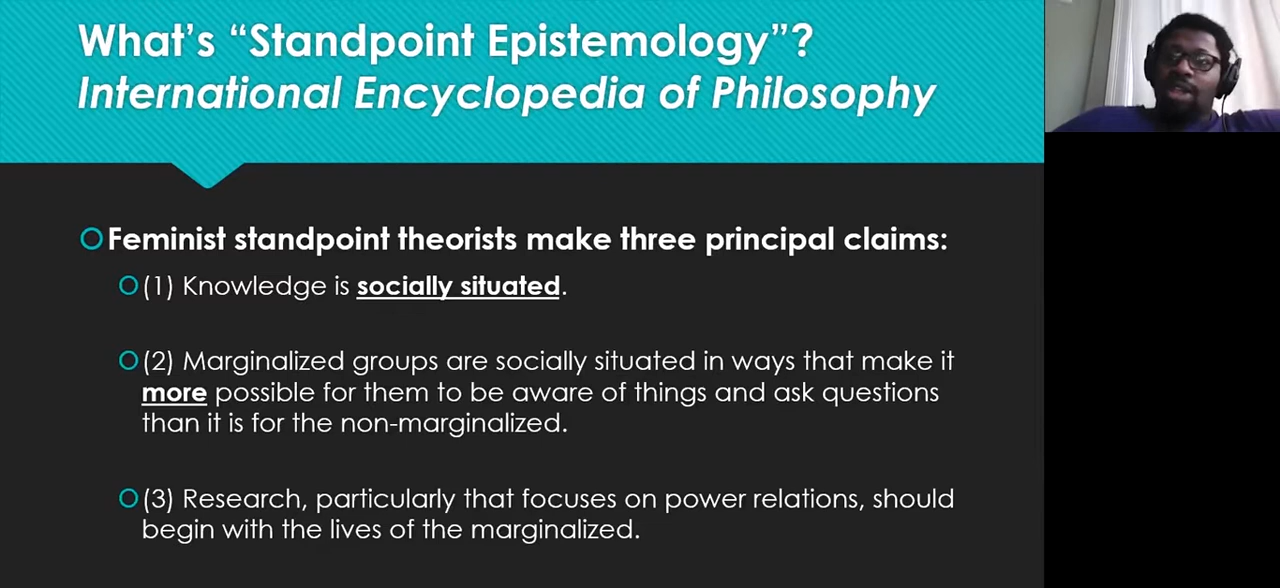 What's “Standpoint Epistemology”?
International Encyclopedia of Philosophy
Feminist standpoint theorists make three principal claims:
(1) Knowledge is socially situated.
(2) Marginalized groups are socially situated in ways that make it
more possible for them to be aware of things and ask questions
than it is for the non-marginalized.
(3) Research, particularly that focuses on power relations, should
begin with the lives of the marginalized.